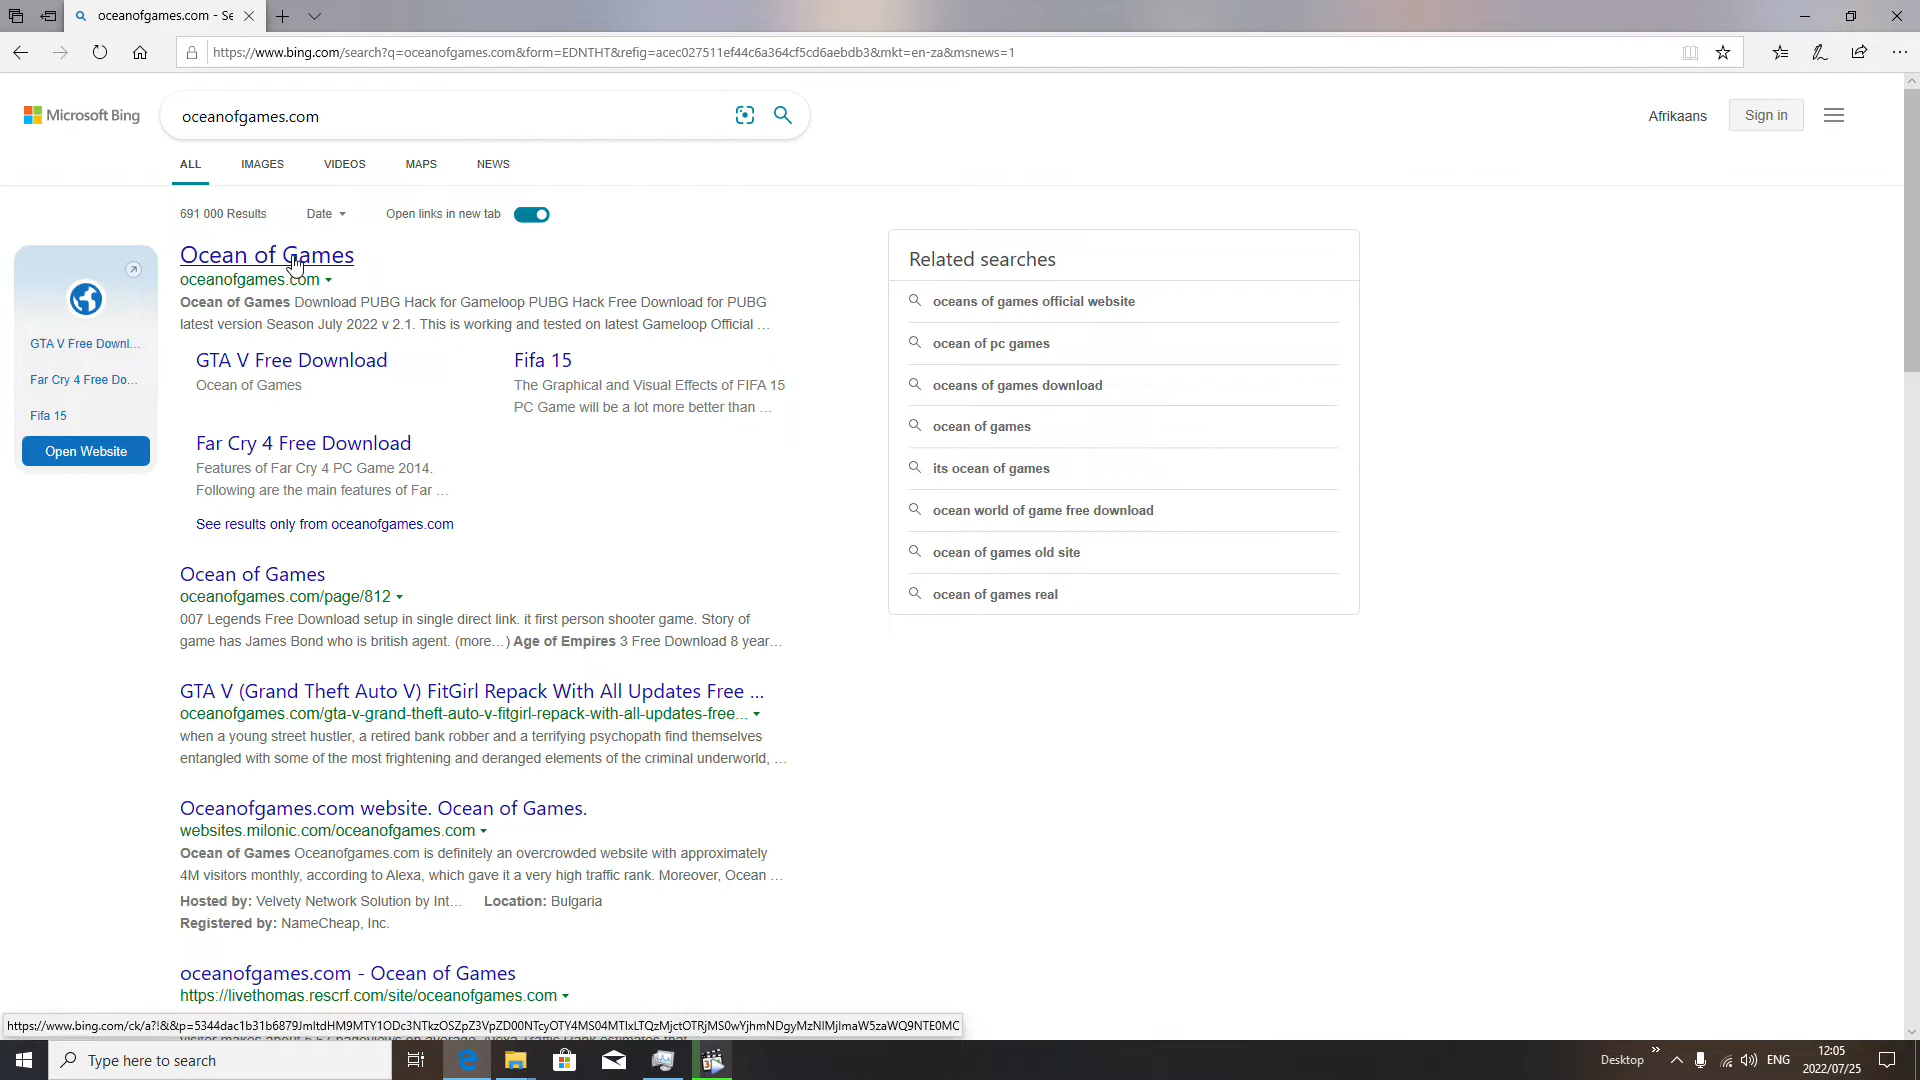 oceanofgames.com - Se
https://www.bing.com/search?q=oceanofgames.com&form=EDNTHT&refig=acec027511ef44c6a364cf5cd6aebdb3&mkt=en-za&msnews=1
Microsoft Bing
oceanofgames.com
Afrikaans
Sign in
ALL IMAGES VIDEOS MAPS NEWS
691 000 Results Date Open links in new tab
GTA V Free Downl...
Far Cry 4 Free Do...
Fifa 15
Open Website
Ocean of Games
oceanofgames.com
Ocean of Games Download PUBG Hack for Gameloop PUBG Hack Free Download for PUBG
latest version Season July 2022 v 2.1. This is working and tested on latest Gameloop Official ...
GTA V Free Download
Ocean of Games
Fifa 15
The Graphical and Visual Effects of FIFA 15
PC Game will be a lot more better than ...
Far Cry 4 Free Download
Features of Far Cry 4 PC Game 2014.
Following are the main features of Far ...
See results only from oceanofgames.com
Ocean of Games
oceanofgames.com/page/812
007 Legends Free Download setup in single direct link. it first person shooter game. Story of
game has James Bond who is british agent. (more...) Age of Empires 3 Free Download 8 year...
GTA V (Grand Theft Auto V) FitGirl Repack With All Updates Free ...
oceanofgames.com/gta-v-grand-theft-auto-v-fitgirl-repack-with-all-updates-free...
when a young street hustler, a retired bank robber and a terrifying psychopath find themselves
entangled with some of the most frightening and deranged elements of the criminal underworld, ...
Oceanofgames.com website. Ocean of Games.
websites.milonic.com/oceanofgames.com
Ocean of Games Oceanofgames.com is definitely an overcrowded website with approximately
4M visitors monthly, according to Alexa, which gave it a very high traffic rank. Moreover, Ocean ...
Hosted by: Velvety Network Solution by Int... Location: Bulgaria
Registered by: NameCheap, Inc.
oceanofgames.com - Ocean of Games
https://livethomas.rescrf.com/site/oceanofgames.com
Related searches
oceans of games official website
ocean of pc games
oceans of games download
ocean of games
its ocean of games
ocean world of game free download
ocean of games old site
ocean of games real
Type here to search
Desktop
ENG
12:05
2022/07/25